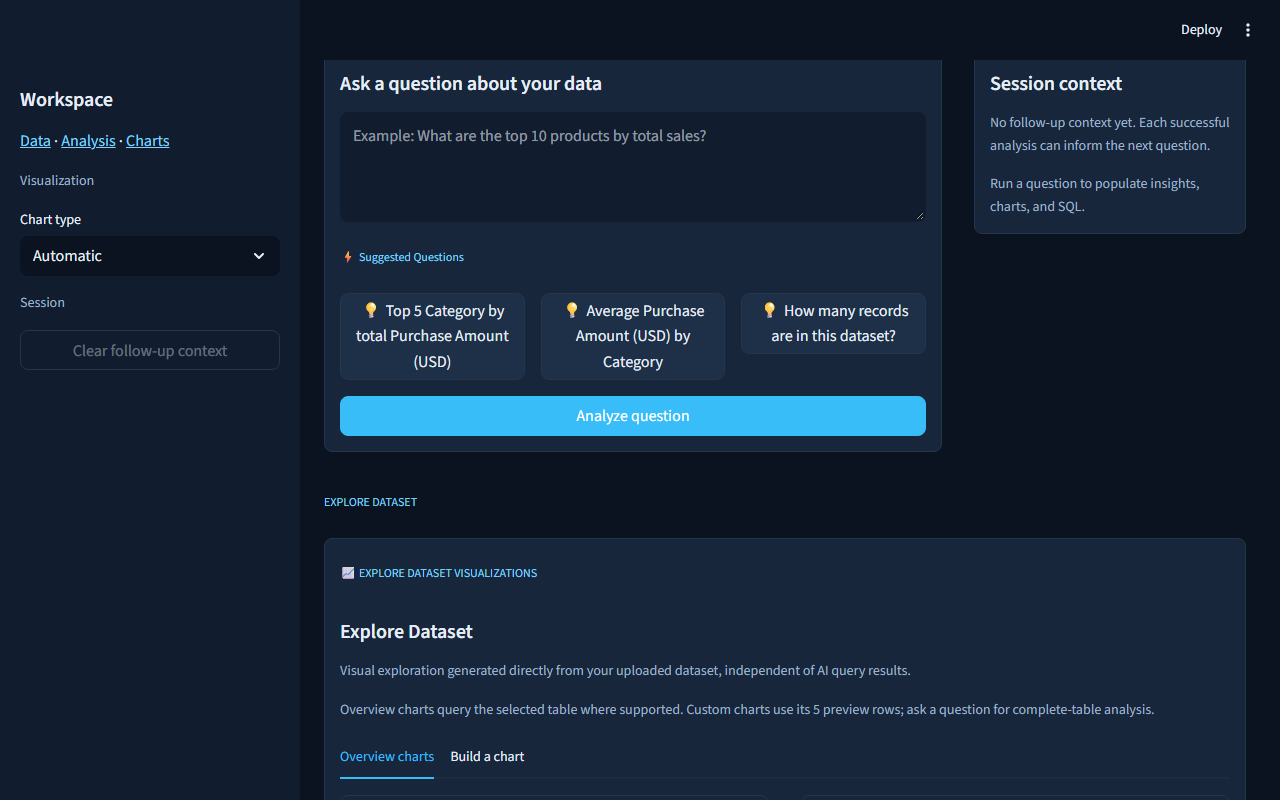 Deploy
Workspace
Data · Analysis · Charts
Visualization
Chart type
Automatic
Session
Clear follow-up context
Ask a question about your data
Example: What are the top 10 products by total sales?
Suggested Questions
Top 5 Category by
total Purchase Amount
(USD)
Average Purchase
Amount (USD) by
Category
How many records
are in this dataset?
Analyze question
Session context
No follow-up context yet. Each successful
analysis can inform the next question.
Run a question to populate insights,
charts, and SQL.
EXPLORE DATASET
EXPLORE DATASET VISUALIZATIONS
Explore Dataset
Visual exploration generated directly from your uploaded dataset, independent of AI query results.
Overview charts query the selected table where supported. Custom charts use its 5 preview rows; ask a question for complete-table analysis.
Overview charts
Build a chart